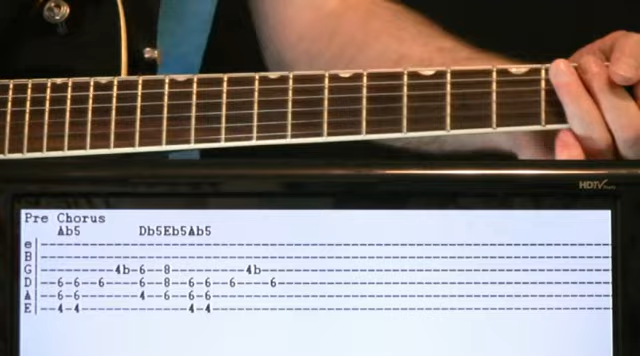 HDTV
Pre Chorus
    Ab5       Db5Eb5Ab5
e|----------------------------------------------------------------------
B|----------------------------------------------------------------------
G|---------4b-6--8---------4b-------------------------------------------
D|--6-6--6----6--8--6-6--6----6-----------------------------------------
A|--6-6-------4--6--6-6-------------------------------------------------
E|--4-4-------------4-4-------------------------------------------------